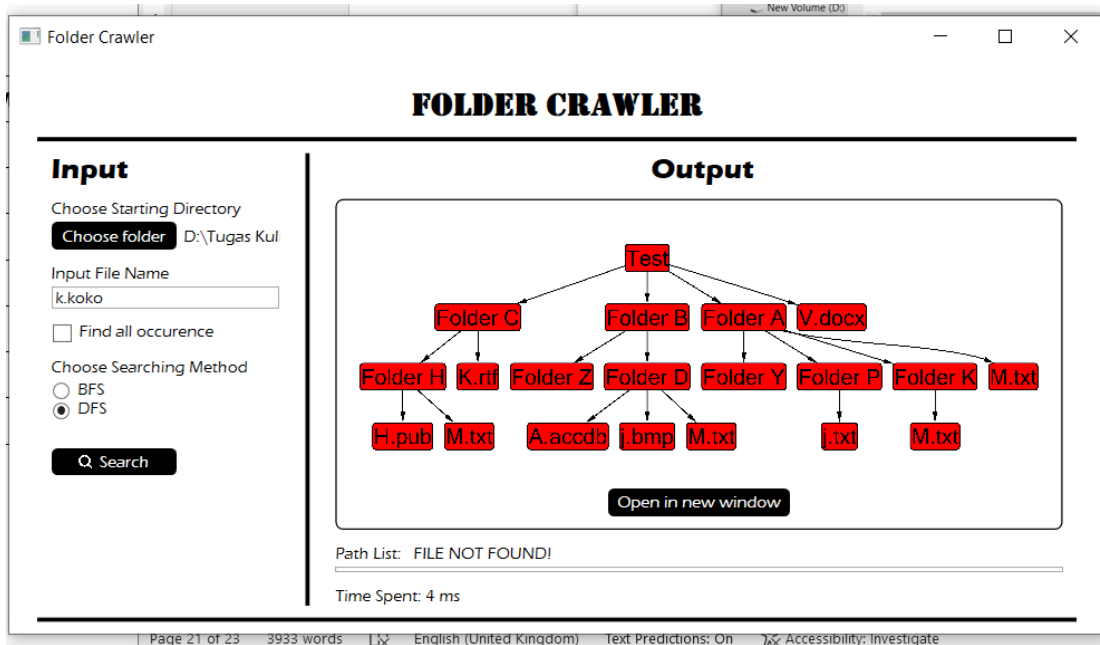 New Volume (D:)
Folder Crawler
FOLDER CRAWLER
Input
Choose Starting Directory
Choose folder D:\Tugas Kul
Input File Name
k.koko
Find all occurence
Choose Searching Method
BFS
DFS
Search
Output
Test
Folder C Folder B Folder A V.docx
Folder H K.rtf Folder Z Folder D Folder Y Folder P Folder K M.txt
H.pub M.txt A.accdb j.bmp M.txt j.txt M.txt
Open in new window
Path List: FILE NOT FOUND!
Time Spent: 4 ms
Page 21 of 23 3933 words English (United Kingdom) Text Predictions: On Accessibility: Investigate